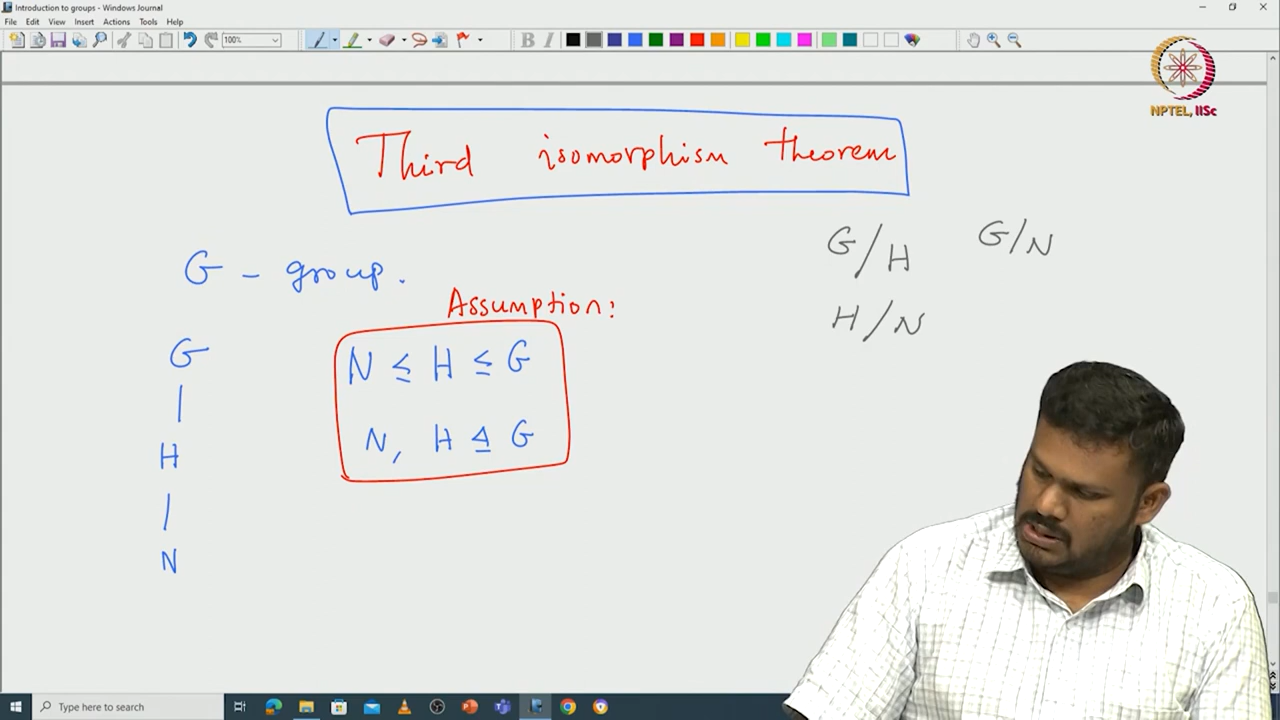 Introduction to groups - Windows Journal
File Edit View Insert Actions Tools Help
100%
B I
NPTEL, IISc
Third isomorphism theorem
G/H G/N
G - group.
H/N
Assumption:
G
N ≤ H ≤ G
H
N, H ⊴ G
N
Type here to search